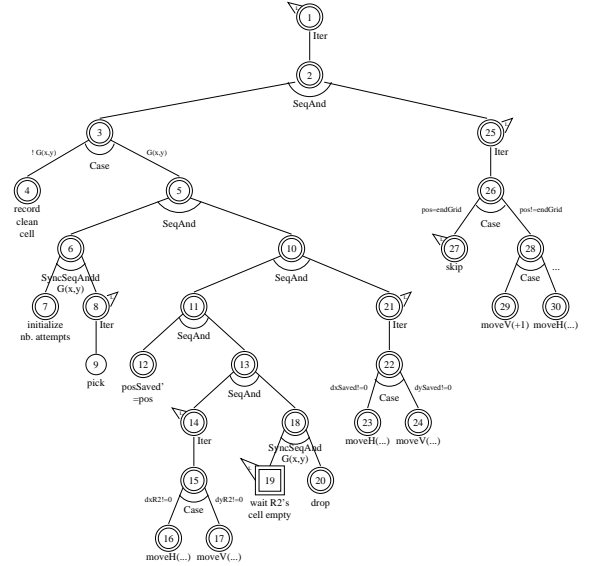 1
Iter
2
SeqAnd
3
25
! G(x,y)
G(x,y)
Case
Iter
4
5
26
record
clean
cell
SeqAnd
pos=endGrid
pos!=endGrid
Case
6
10
27
28
skip
...
SyncSeqAndd
G(x,y)
SeqAnd
Case
7
8
11
21
29
30
initialize
nb. attempts
Iter
SeqAnd
Iter
moveV(+1)
moveH(...)
9
12
13
22
pick
posSaved'
=pos
SeqAnd
dxSaved!=0
dySaved!=0
Case
14
18
23
24
Iter
SyncSeqAnd
G(x,y)
moveH(...)
moveV(...)
15
19
20
dxR2!=0
dyR2!=0
Case
wait R2's
cell empty
drop
16
17
moveH(...)
moveV(...)